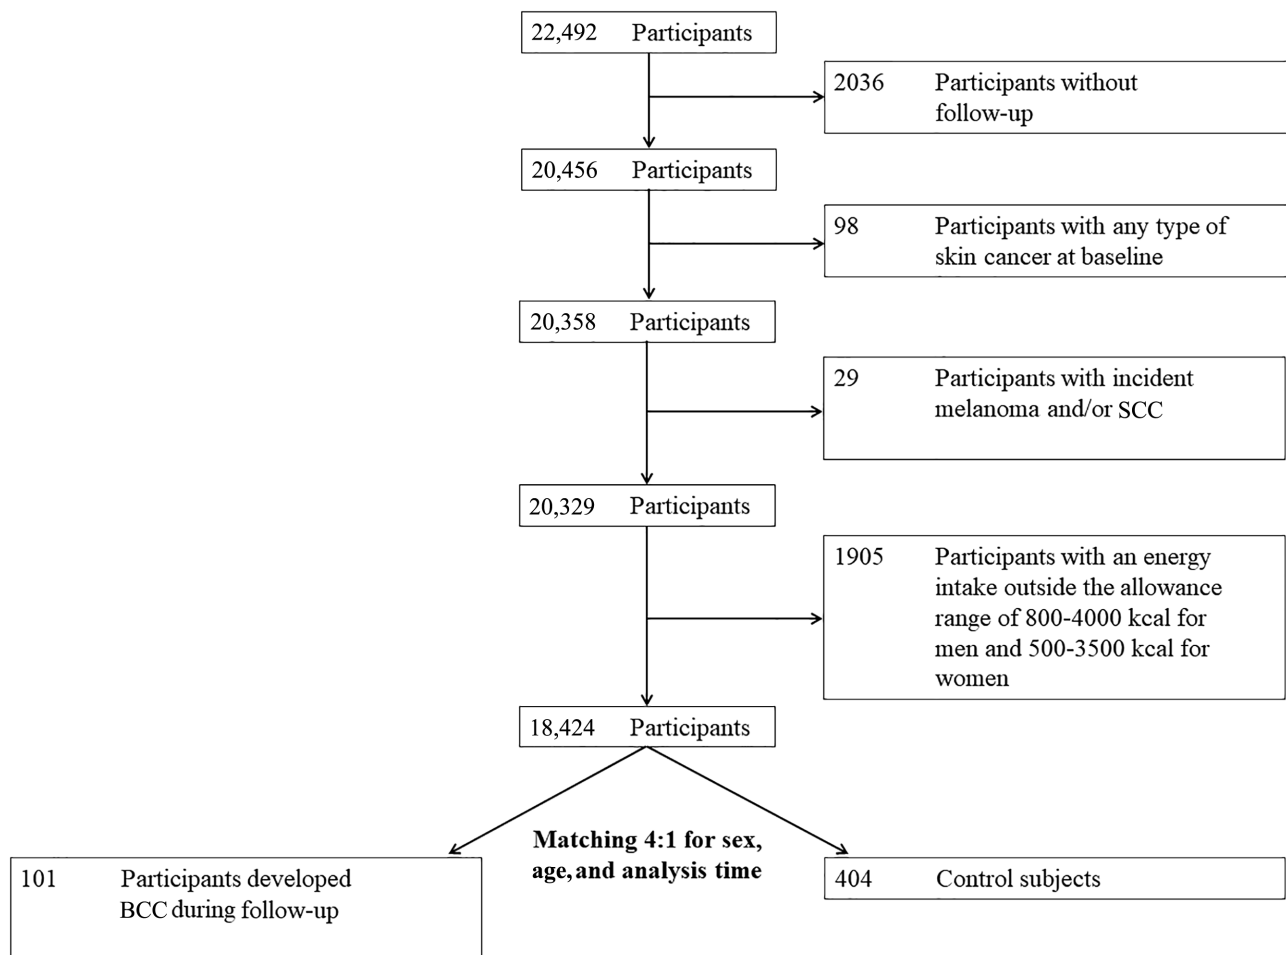 22,492 Participants
2036 Participants without
follow-up
20,456 Participants
98 Participants with any type of
skin cancer at baseline
20,358 Participants
29 Participants with incident
melanoma and/or SCC
20,329 Participants
1905 Participants with an energy
intake outside the allowance
range of 800-4000 kcal for
men and 500-3500 kcal for
women
18,424 Participants
Matching 4:1 for sex,
age, and analysis time
101 Participants developed
BCC during follow-up
404 Control subjects